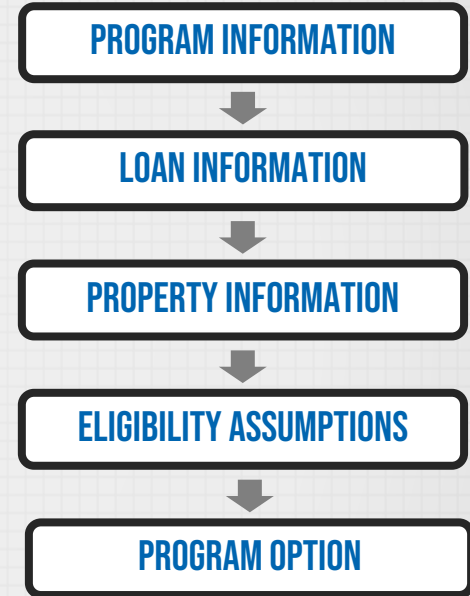 PROGRAM INFORMATION
LOAN INFORMATION
PROPERTY INFORMATION
ELIGIBILITY ASSUMPTIONS
PROGRAM OPTION